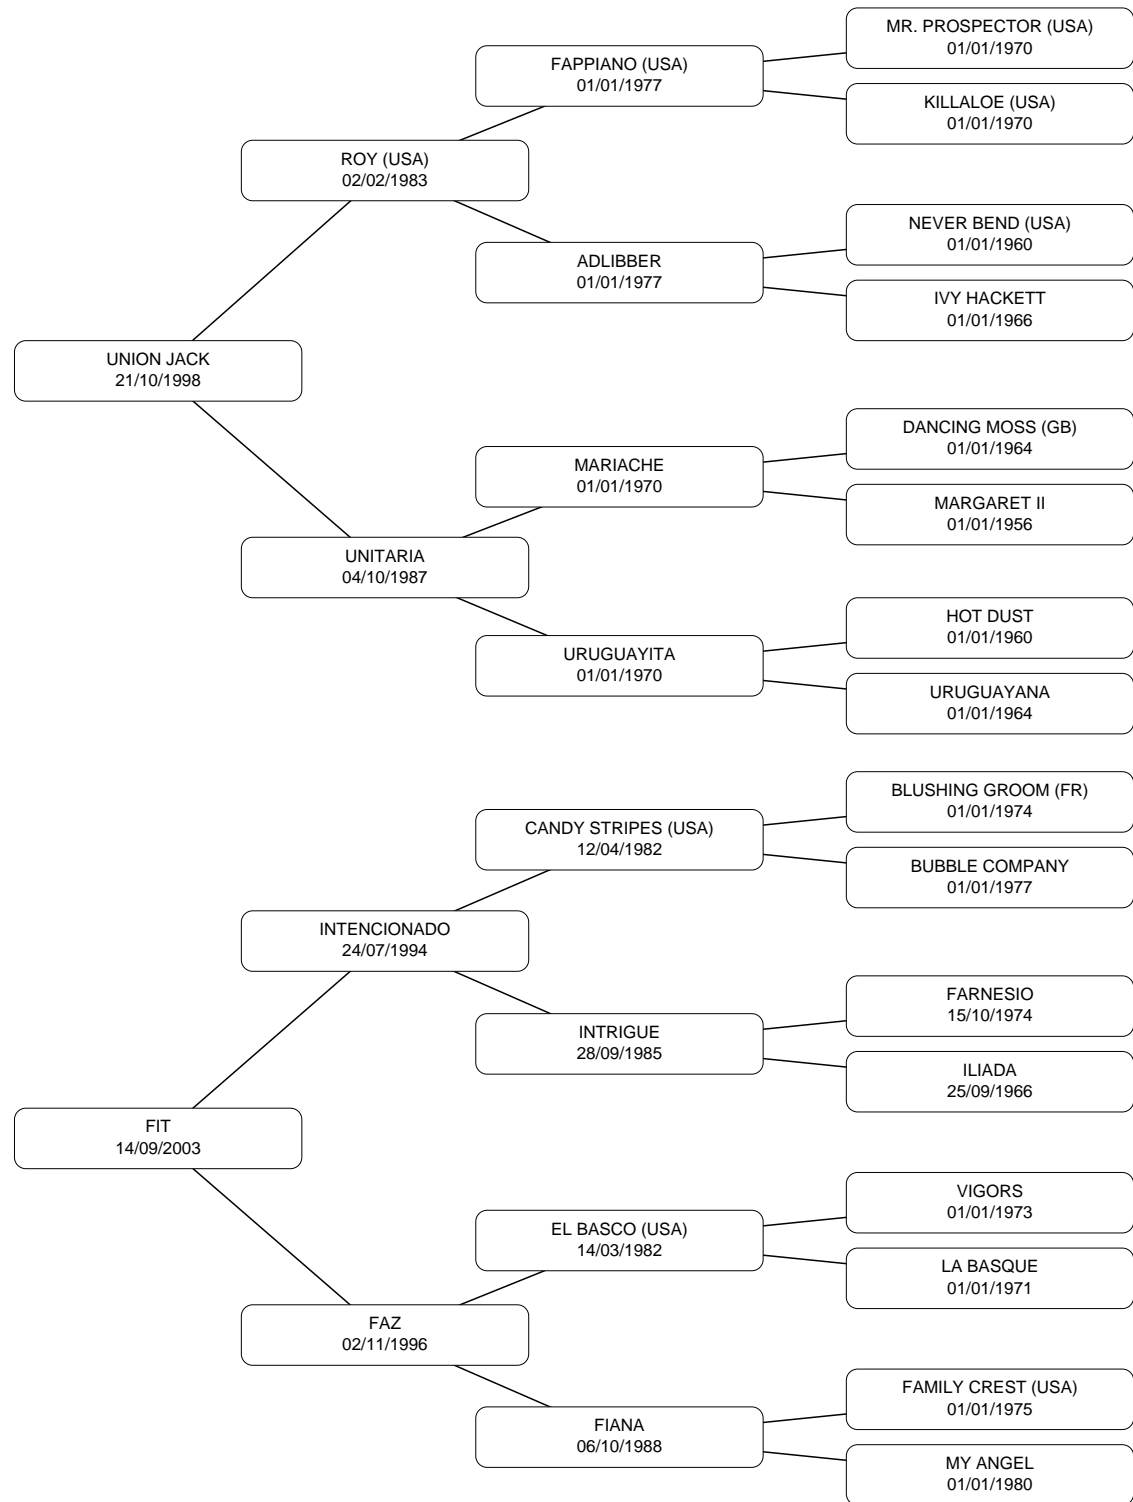 MR. PROSPECTOR (USA)
01/01/1970
FAPPIANO (USA)
01/01/1977
KILLALOE (USA)
01/01/1970
ROY (USA)
02/02/1983
NEVER BEND (USA)
01/01/1960
ADLIBBER
01/01/1977
IVY HACKETT
01/01/1966
UNION JACK
21/10/1998
DANCING MOSS (GB)
01/01/1964
MARIACHE
01/01/1970
MARGARET II
01/01/1956
UNITARIA
04/10/1987
HOT DUST
01/01/1960
URUGUAYITA
01/01/1970
URUGUAYANA
01/01/1964
BLUSHING GROOM (FR)
01/01/1974
CANDY STRIPES (USA)
12/04/1982
BUBBLE COMPANY
01/01/1977
INTENCIONADO
24/07/1994
FARNESIO
15/10/1974
INTRIGUE
28/09/1985
ILIADA
25/09/1966
FIT
14/09/2003
VIGORS
01/01/1973
EL BASCO (USA)
14/03/1982
LA BASQUE
01/01/1971
FAZ
02/11/1996
FAMILY CREST (USA)
01/01/1975
FIANA
06/10/1988
MY ANGEL
01/01/1980